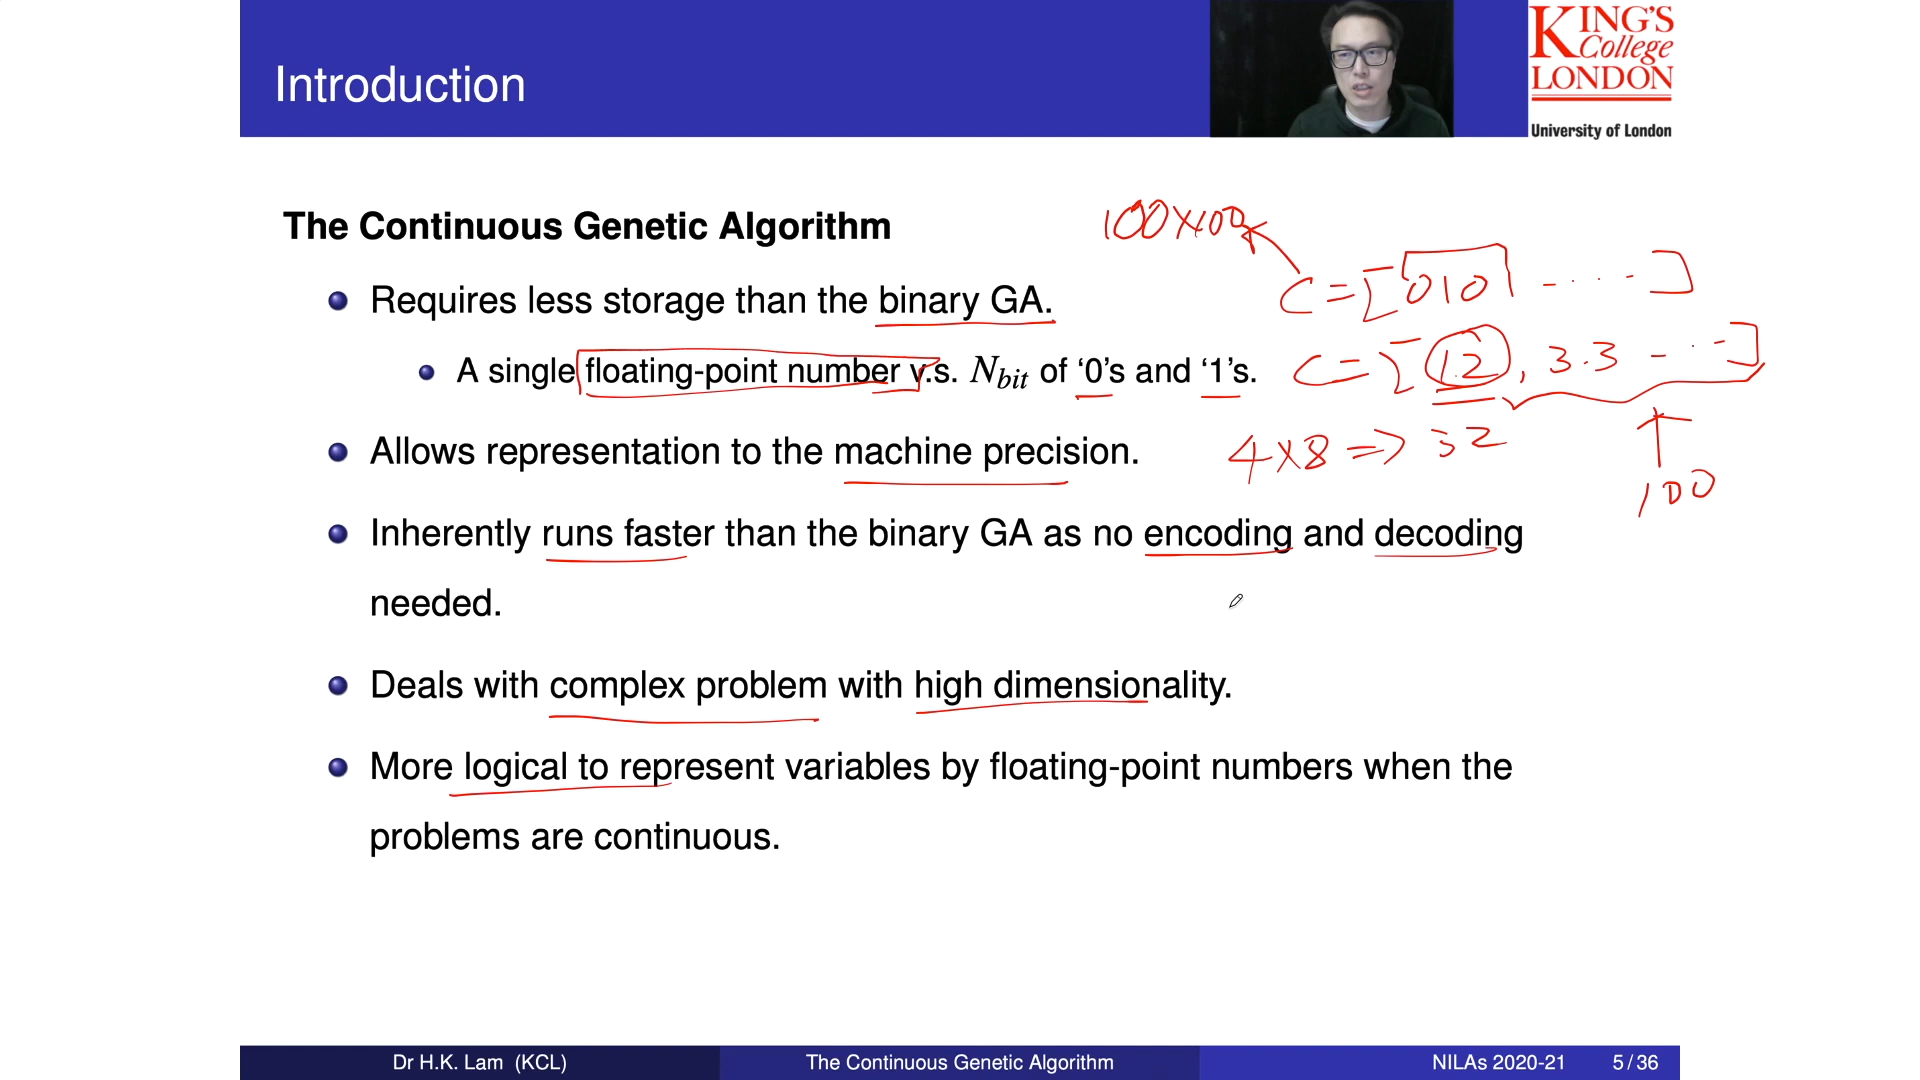 Introduction
KING'S
College
LONDON
University of London
The Continuous Genetic Algorithm
100×100
Requires less storage than the binary GA.
C=[0101 - · · · - ]
A single floating-point number v.s. Nbit of ‘0’s and ‘1’s.
C=[1.2, 3.3 - · · - ]
Allows representation to the machine precision.
4×8 => 32
100
Inherently runs faster than the binary GA as no encoding and decoding
needed.
Deals with complex problem with high dimensionality.
More logical to represent variables by floating-point numbers when the
problems are continuous.
Dr H.K. Lam (KCL)
The Continuous Genetic Algorithm
NILAs 2020-21
5 / 36